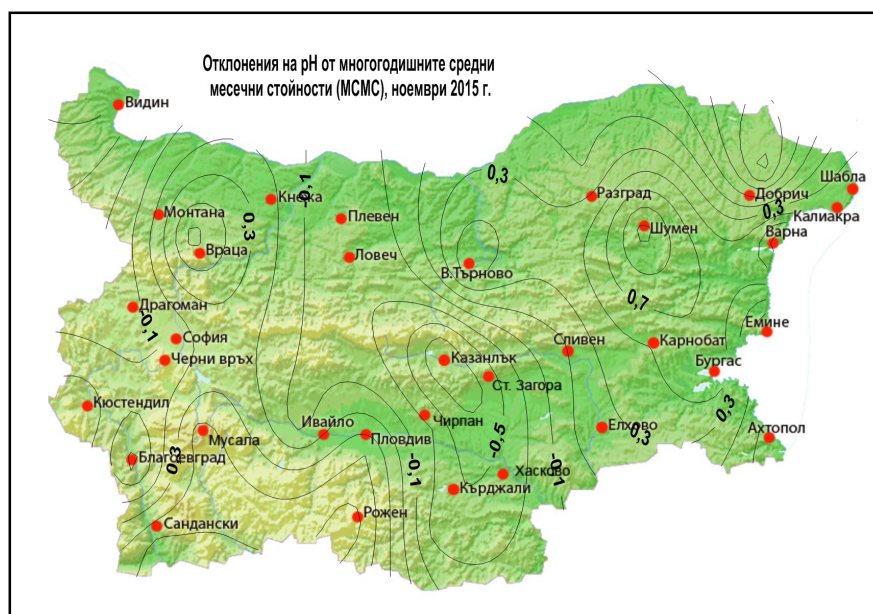 Отклонения на pH от многогодишните средни
месечни стойности (МСМС), ноември 2015 г.
Видин
0,3
Шабла
Кнежа
-0,1
Разград
Добрич
Монтана
0,3
Плевен
0,3
Калиакра
Шумен
Варна
Враца
Ловеч
В.Търново
0,7
Драгоман
-0,1
Емине
София
Сливен
Карнобат
Черни връх
Казанлък
Бургас
Ст. Загора
Кюстендил
0,3
Ивайло
Чирпан
Елхово
0,3
Ахтопол
Мусала
Пловдив
-0,5
Благоевград
0,3
-0,1
Хасково
-0,1
Кърджали
Сандански
Рожен